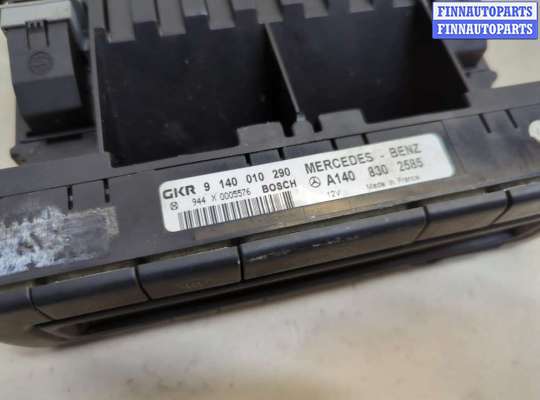 FINNAUTOPARTS
FINNAUTOPARTS
GKR 9 140 010 290 MERCEDES - BENZ
944 X 0005576 BOSCH A140 830 2585
12V Made in France